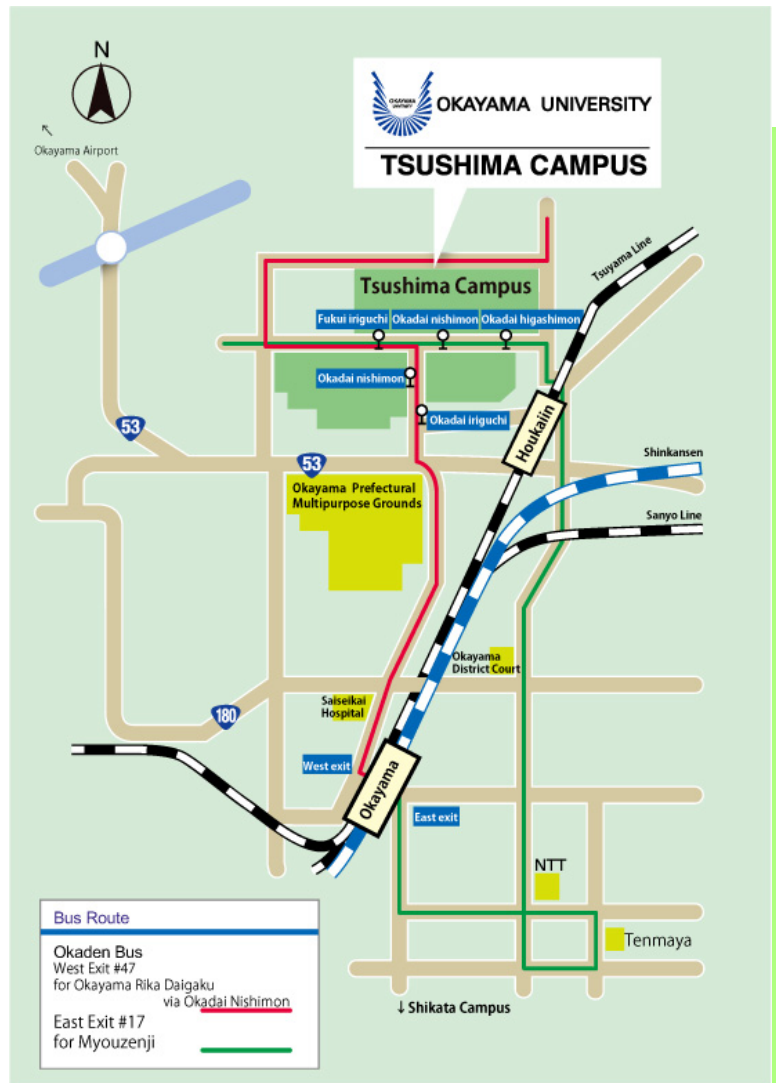 N
Okayama Airport
OKAYAMA UNIVERSITY
OKAYAMA UNIVERSITY
TSUSHIMA CAMPUS
Tsuyama Line
Tsushima Campus
Fukui iriguchi
Okadai nishimon
Okadai higashimon
Okadai nishimon
Okadai iriguchi
Houkaiin
53
53
Shinkansen
Okayama Prefectural
Multipurpose Grounds
Sanyo Line
Okayama
District Court
Saiseikai
Hospital
180
West exit
Okayama
East exit
NTT
Tenmaya
↓Shikata Campus
Bus Route
Okaden Bus
West Exit #47
for Okayama Rika Daigaku
via Okadai Nishimon
East Exit #17
for Myouzenji